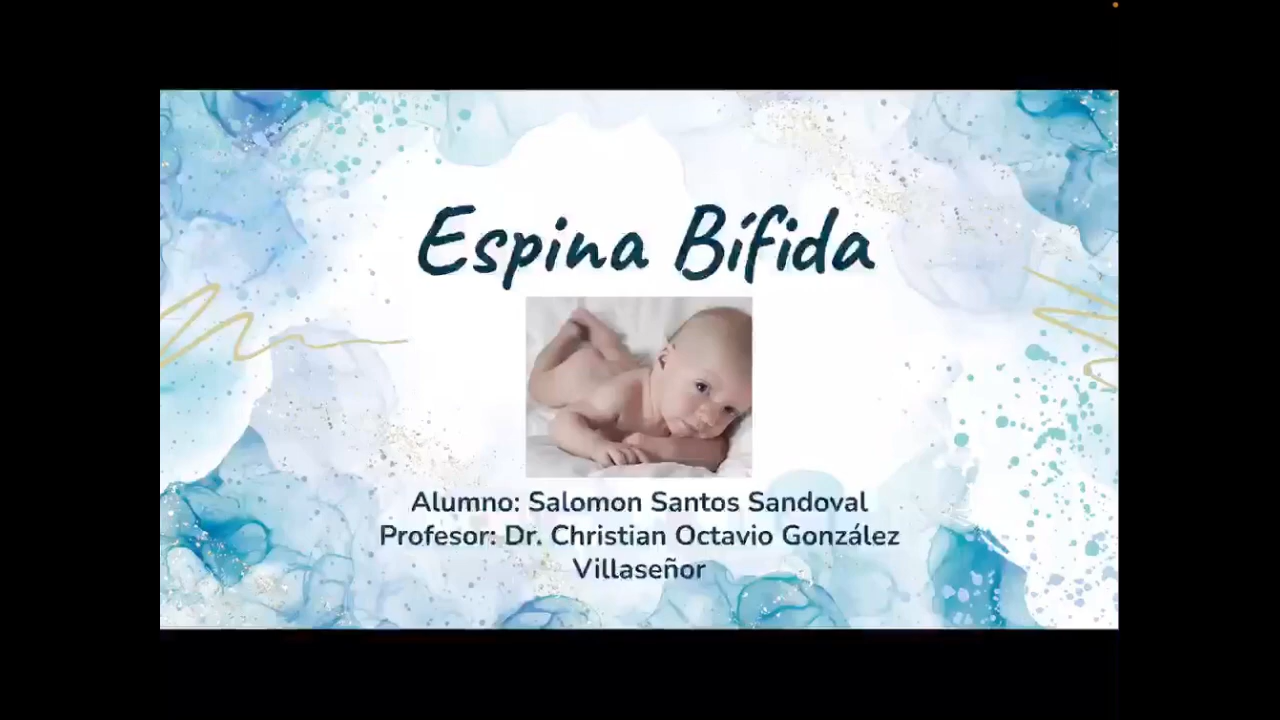 Espina Bífida
Alumno: Salomon Santos Sandoval
Profesor: Dr. Christian Octavio González
Villaseñor